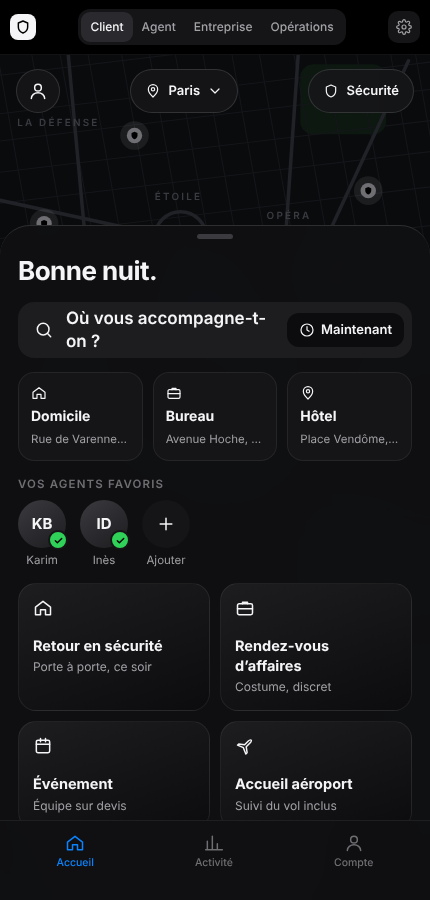 Client Agent Entreprise Opérations
Paris
Sécurité
LA DÉFENSE
ÉTOILE
OPÉRA
Bonne nuit.
Où vous accompagne-t-
on ?
Maintenant
Domicile
Rue de Varenne...
Bureau
Avenue Hoche, ...
Hôtel
Place Vendôme,...
VOS AGENTS FAVORIS
KB
ID
Karim
Inès
Ajouter
Retour en sécurité
Porte à porte, ce soir
Rendez-vous
d’affaires
Costume, discret
Événement
Équipe sur devis
Accueil aéroport
Suivi du vol inclus
Accueil
Activité
Compte